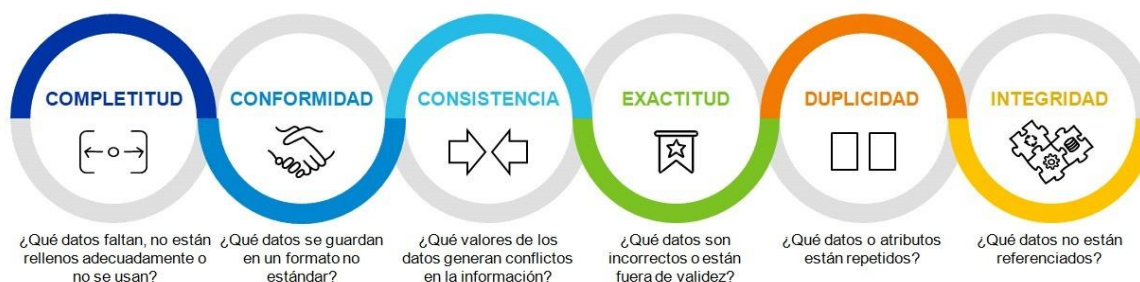 COMPLETITUD
CONFORMIDAD
CONSISTENCIA
EXACTITUD
DUPLICIDAD
INTEGRIDAD
¿Qué datos faltan, no están
rellenos adecuadamente o
no se usan?
¿Qué datos se guardan
en un formato no
estándar?
¿Qué valores de los
datos generan conflictos
en la información?
¿Qué datos son
incorrectos o están
fuera de validez?
¿Qué datos o atributos
están repetidos?
¿Qué datos no están
referenciados?